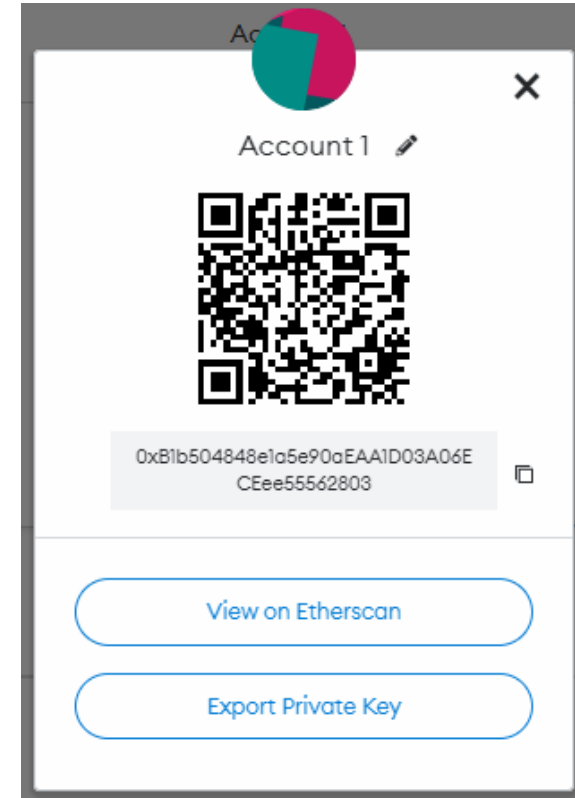 Account 1
0xB1b504848e1a5e90aEAA1D03A06E
CEee55562803
View on Etherscan
Export Private Key